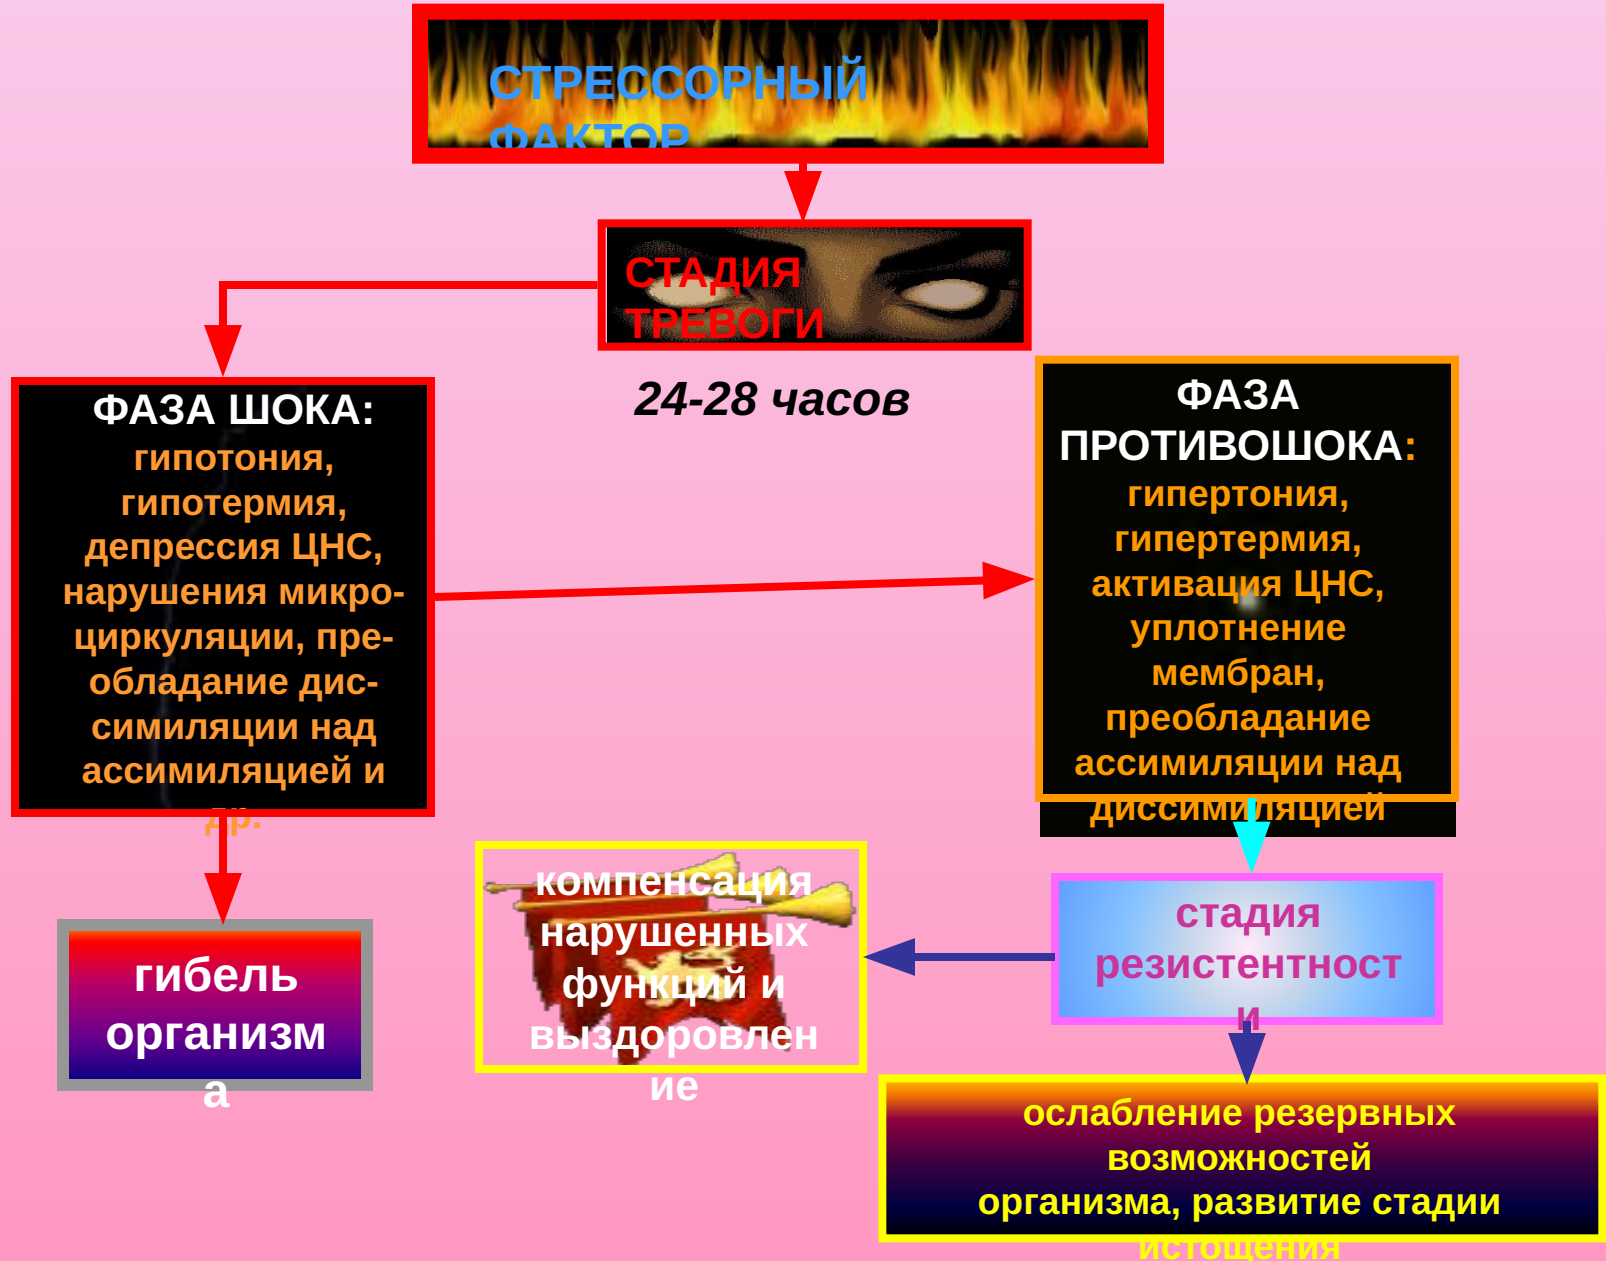 СТРЕССОРНЫЙ
ФАКТОР
СТАДИЯ
ТРЕВОГИ
24-28 часов
ФАЗА ШОКА:
гипотония,
гипотермия,
депрессия ЦНС,
нарушения микро-
циркуляции, пре-
обладание дис-
симиляции над
ассимиляцией и
др.
ФАЗА
ПРОТИВОШОКА:
гипертония,
гипертермия,
активация ЦНС,
уплотнение
мембран,
преобладание
ассимиляции над
диссимиляцией
гибель
организм
а
компенсация
нарушенных
функций и
выздоровлен
ие
стадия
резистентност
и
ослабление резервных
возможностей
организма, развитие стадии
истощения